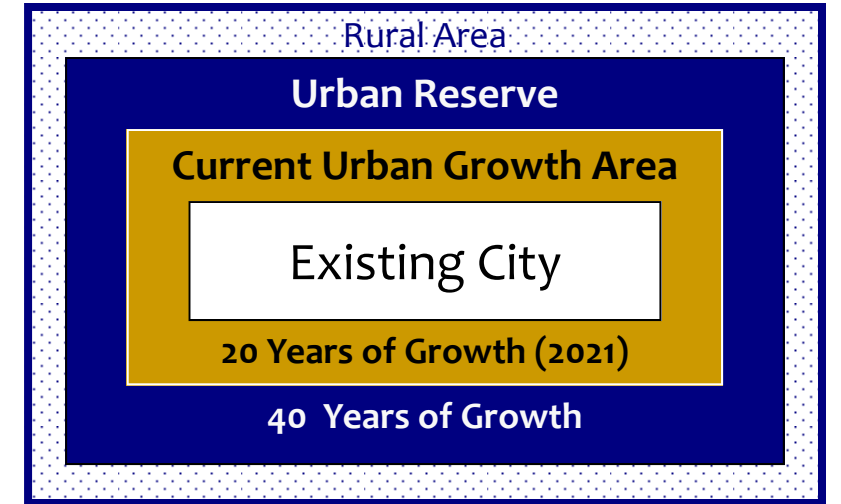 Rural Area
Urban Reserve
Current Urban Growth Area
Existing City
20 Years of Growth (2021)
40 Years of Growth